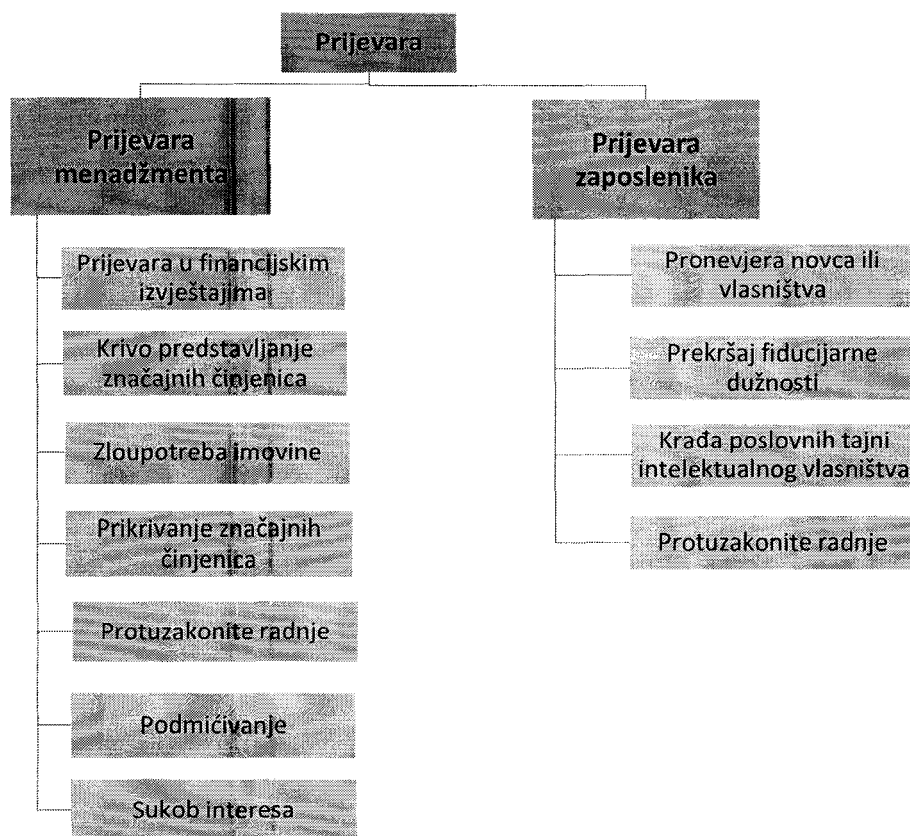 Prijevara
Prijevara
menadžmenta
Prijevara u financijskim
izvještajima
Krivo predstavljanje
značajnih činjenica
Zloupotreba imovine
Prikrivanje značajnih
činjenica
Protuzakonite radnje
Podmićivanje
Sukob interesa
Prijevara
zaposlenika
Pronevjera novca ili
vlasništva
Prekršaj fiducijarne
dužnosti
Krađa poslovnih tajni
intelektualnog vlasništva
Protuzakonite radnje